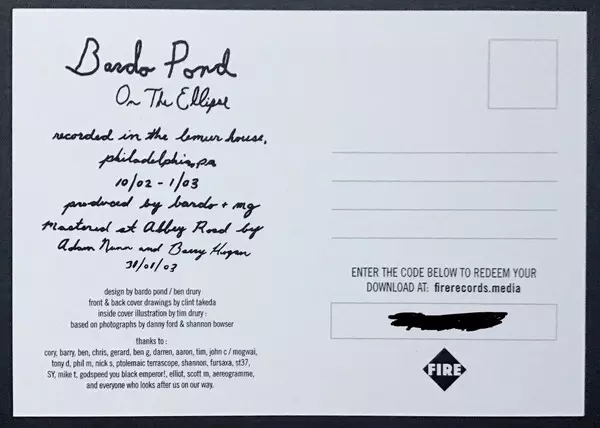 Bardo Pond
On The Ellipse
recorded in the lemur house,
philadelphia, pa
10/02 - 1/03
produced by bardo + mg
Mastered at Abbey Road by
Adam Nunn and Barry Hogan
31/01/03
design by bardo pond / ben drury
front & back cover drawings by clint takeda
inside cover illustration by tim drury :
based on photographs by danny ford & shannon bowser
thanks to :
cory, barry, ben, chris, gerard, ben g, darren, aaron, tim, john c / mogwai,
tony d, phil m, nick s, ptolemaic terrascope, shannon, fursaxa, st37,
SY, mike t, godspeed you black emperor!, elliot, scott m, aereogramme,
and everyone who looks after us on our way.
ENTER THE CODE BELOW TO REDEEM YOUR
DOWNLOAD AT: firerecords.media
FIRE